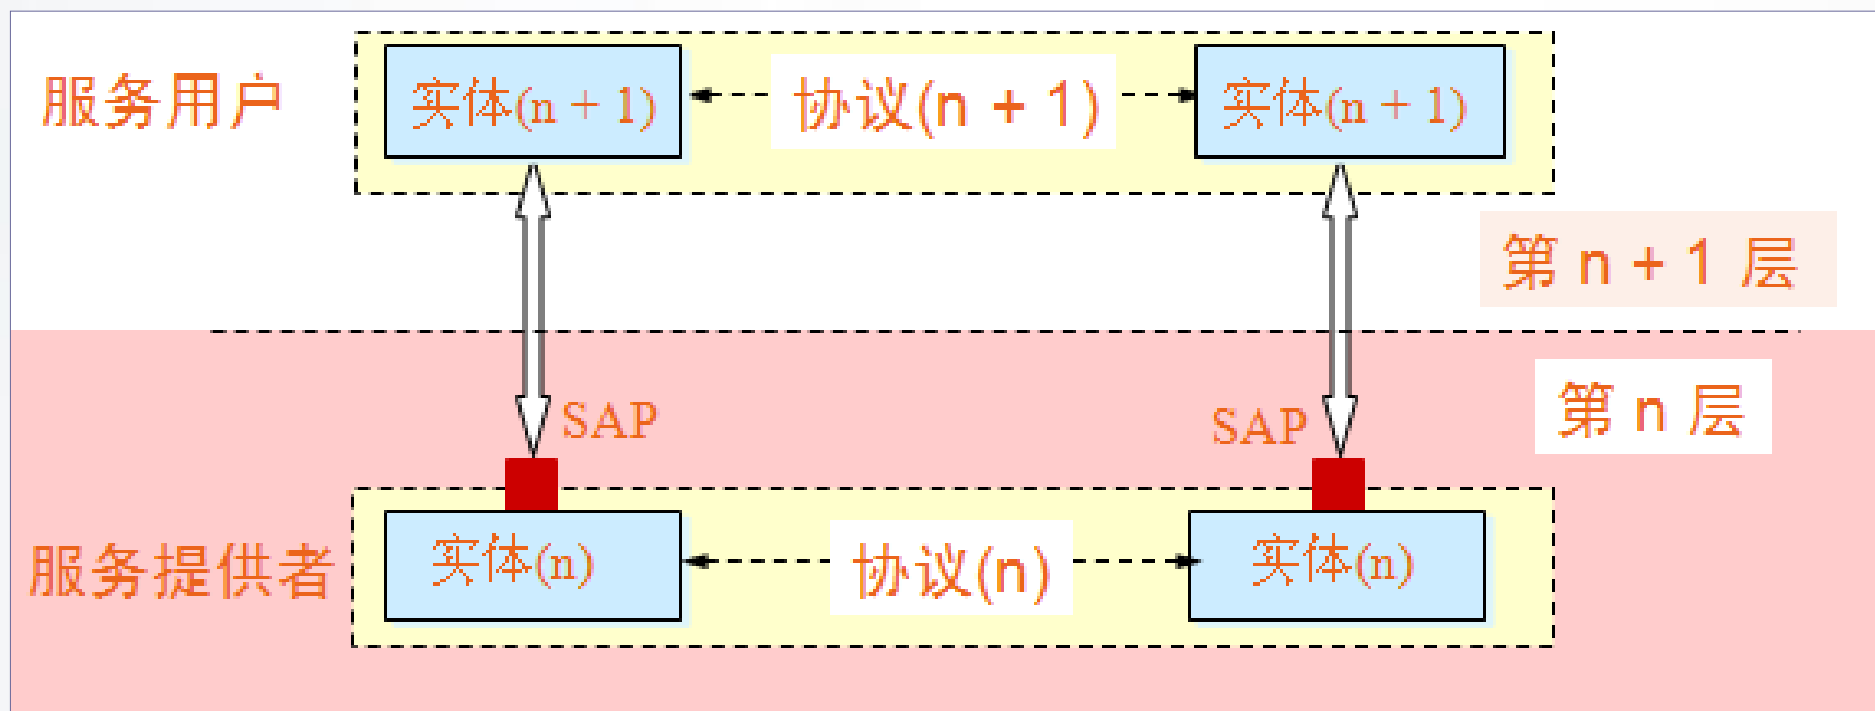 服务用户
实体(n + 1)
协议(n + 1)
实体(n + 1)
第 n + 1 层
第 n 层
SAP
SAP
服务提供者
实体(n)
协议(n)
实体(n)